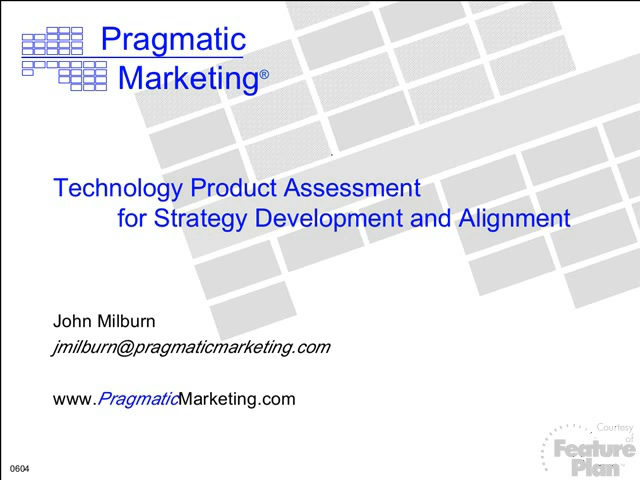 Pragmatic
Marketing®
Technology Product Assessment
for Strategy Development and Alignment
John Milburn
jmilburn@pragmaticmarketing.com
www.PragmaticMarketing.com
0604
Courtesy
of
Feature
Plan™